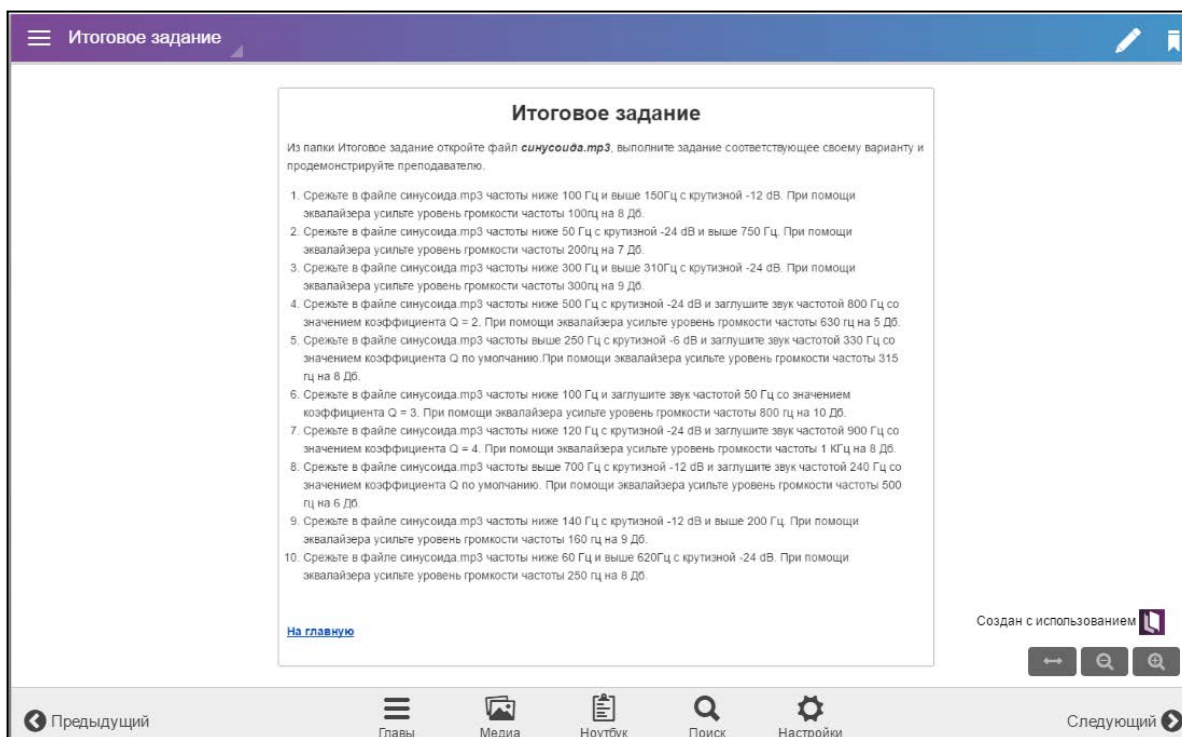 Итоговое задание
Итоговое задание
Из папки Итоговое задание откройте файл синусоида.mp3, выполните задание соответствующее своему варианту и
продемонстрируйте преподавателю.
1. Срежьте в файле синусоида.mp3 частоты ниже 100 Гц и выше 150Гц с крутизной -12 dB. При помощи
эквалайзера усильте уровень громкости частоты 100гц на 8 Дб.
2. Срежьте в файле синусоида.mp3 частоты ниже 50 Гц с крутизной -24 dB и выше 750 Гц. При помощи
эквалайзера усильте уровень громкости частоты 200гц на 7 Дб.
3. Срежьте в файле синусоида.mp3 частоты ниже 300 Гц и выше 310Гц с крутизной -24 dB. При помощи
эквалайзера усильте уровень громкости частоты 300гц на 9 Дб.
4. Срежьте в файле синусоида.mp3 частоты ниже 500 Гц с крутизной -24 dB и заглушите звук частотой 800 Гц со
значением коэффициента Q = 2. При помощи эквалайзера усильте уровень громкости частоты 630 гц на 5 Дб.
5. Срежьте в файле синусоида.mp3 частоты выше 250 Гц с крутизной -6 dB и заглушите звук частотой 330 Гц со
значением коэффициента Q по умолчанию.При помощи эквалайзера усильте уровень громкости частоты 315
гц на 8 Дб.
6. Срежьте в файле синусоида.mp3 частоты ниже 100 Гц и заглушите звук частотой 50 Гц со значением
коэффициента Q = 3. При помощи эквалайзера усильте уровень громкости частоты 800 гц на 10 Дб.
7. Срежьте в файле синусоида.mp3 частоты ниже 120 Гц с крутизной -24 dB и заглушите звук частотой 900 Гц со
значением коэффициента Q = 4. При помощи эквалайзера усильте уровень громкости частоты 1 КГц на 8 Дб.
8. Срежьте в файле синусоида.mp3 частоты выше 700 Гц с крутизной -12 dB и заглушите звук частотой 240 Гц со
значением коэффициента Q по умолчанию. При помощи эквалайзера усильте уровень громкости частоты 500
гц на 6 Дб.
9. Срежьте в файле синусоида.mp3 частоты ниже 140 Гц с крутизной -12 dB и выше 200 Гц. При помощи
эквалайзера усильте уровень громкости частоты 160 гц на 9 Дб.
10. Срежьте в файле синусоида.mp3 частоты ниже 60 Гц и выше 620Гц с крутизной -24 dB. При помощи
эквалайзера усильте уровень громкости частоты 250 гц на 8 Дб.
На главную
Создан с использованием
Предыдущий
Главы
Медиа
Ноутбук
Поиск
Настройки
Следующий